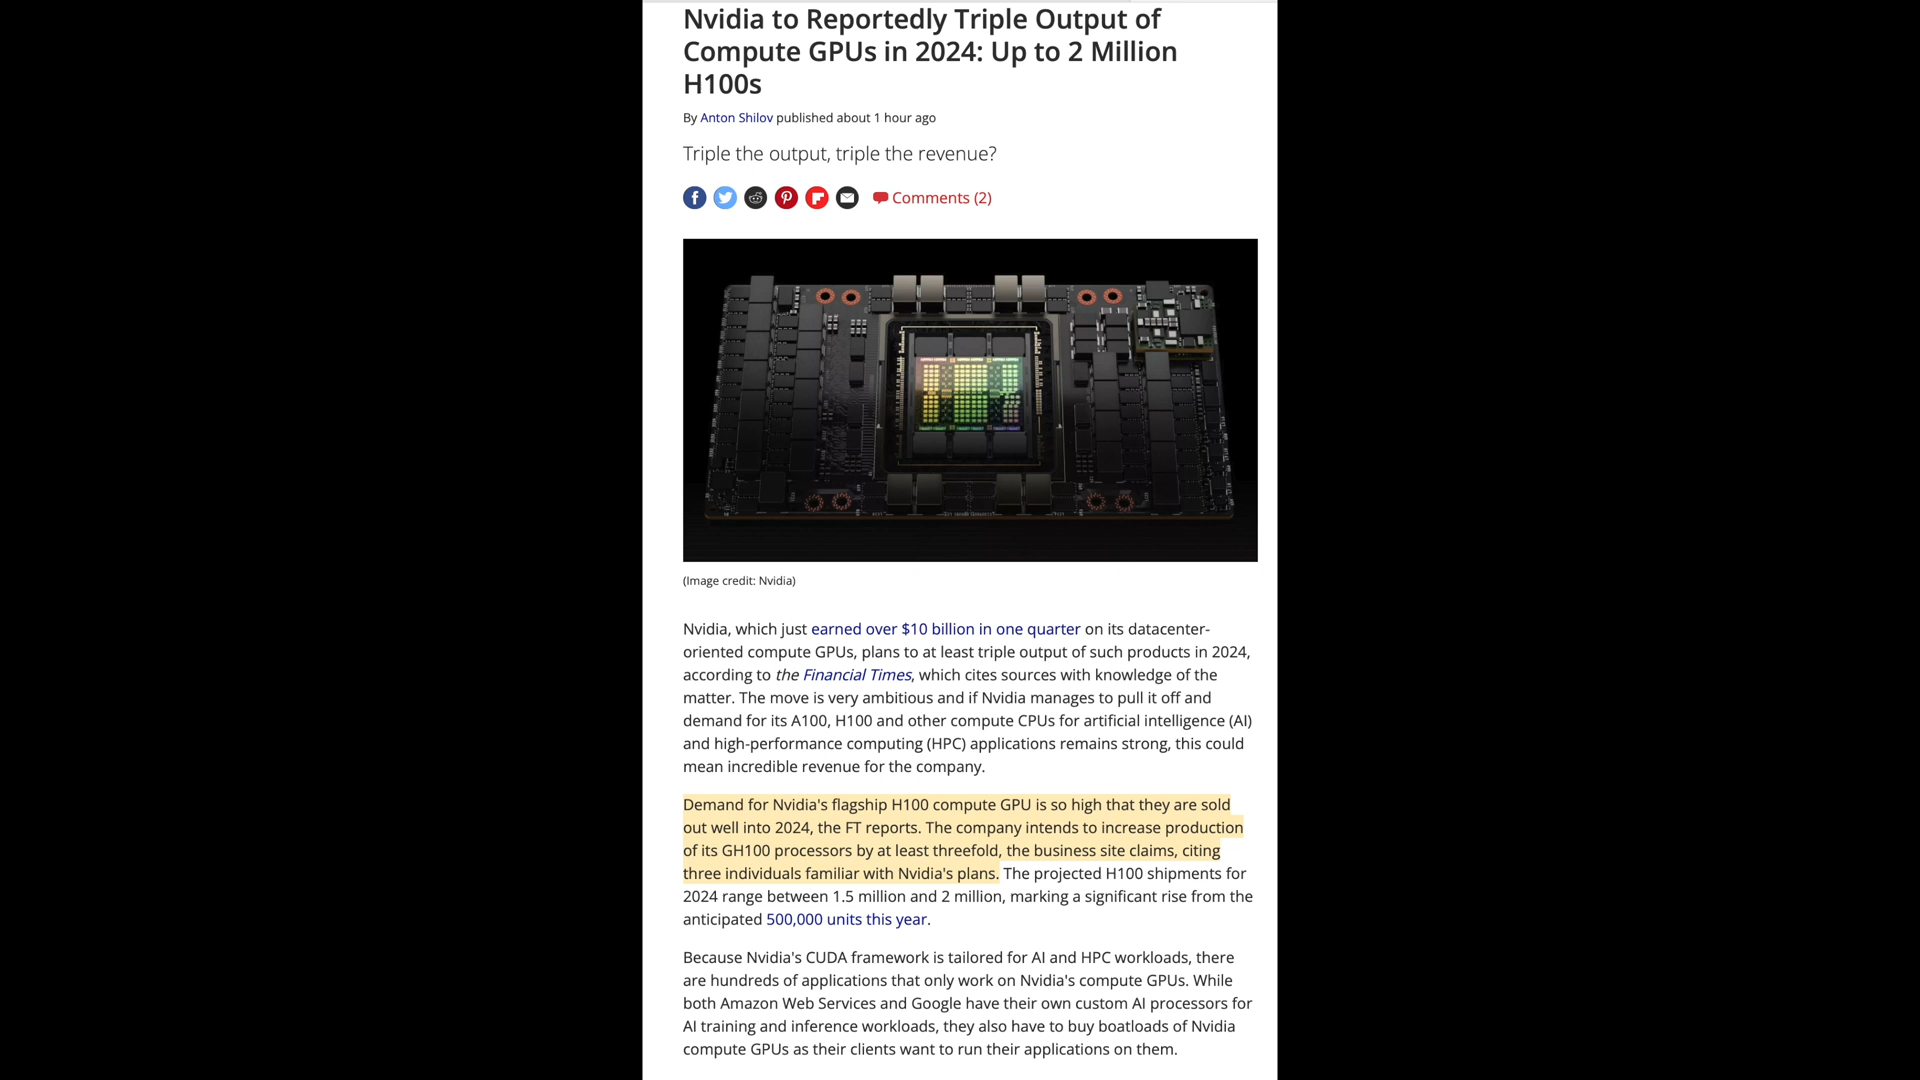 Nvidia to Reportedly Triple Output of
Compute GPUs in 2024: Up to 2 Million
H100s
By Anton Shilov published about 1 hour ago
Triple the output, triple the revenue?
Comments (2)
(Image credit: Nvidia)
Nvidia, which just earned over $10 billion in one quarter on its datacenter-
oriented compute GPUs, plans to at least triple output of such products in 2024,
according to the Financial Times, which cites sources with knowledge of the
matter. The move is very ambitious and if Nvidia manages to pull it off and
demand for its A100, H100 and other compute CPUs for artificial intelligence (AI)
and high-performance computing (HPC) applications remains strong, this could
mean incredible revenue for the company.
Demand for Nvidia's flagship H100 compute GPU is so high that they are sold
out well into 2024, the FT reports. The company intends to increase production
of its GH100 processors by at least threefold, the business site claims, citing
three individuals familiar with Nvidia's plans. The projected H100 shipments for
2024 range between 1.5 million and 2 million, marking a significant rise from the
anticipated 500,000 units this year.
Because Nvidia's CUDA framework is tailored for AI and HPC workloads, there
are hundreds of applications that only work on Nvidia's compute GPUs. While
both Amazon Web Services and Google have their own custom AI processors for
AI training and inference workloads, they also have to buy boatloads of Nvidia
compute GPUs as their clients want to run their applications on them.